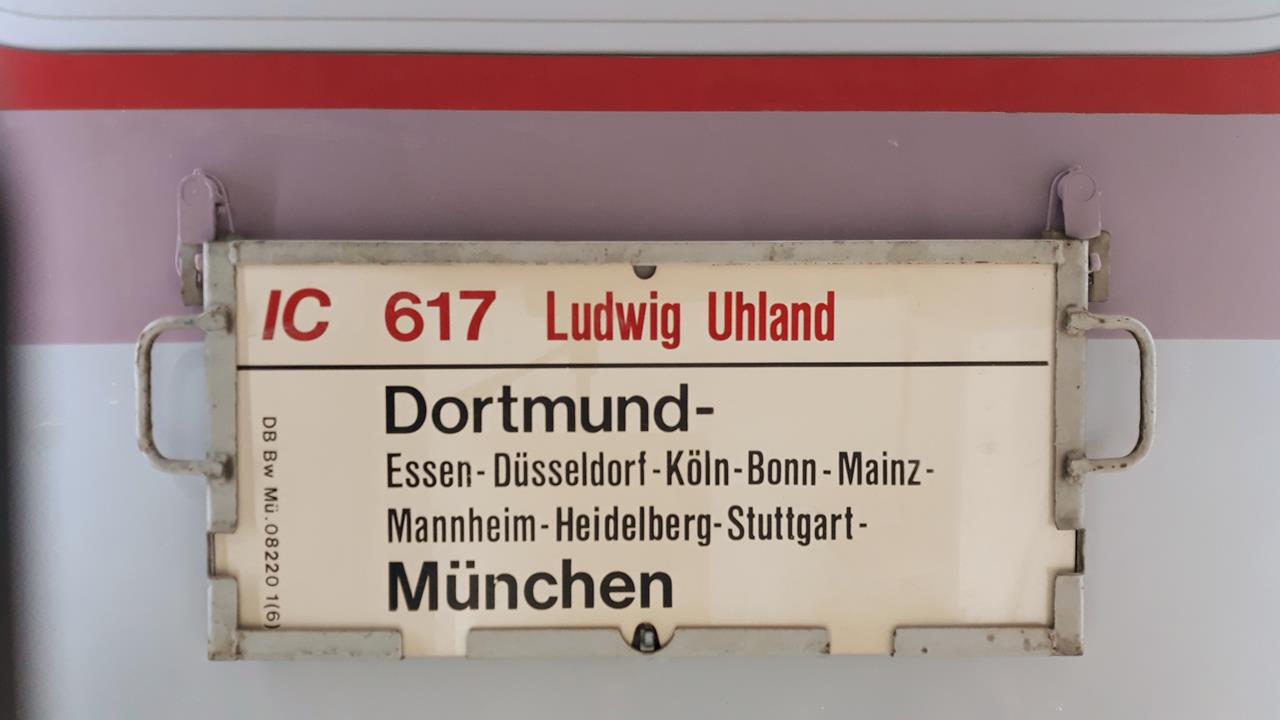 IC 617 Ludwig Uhland
Dortmund-
Essen-Düsseldorf-Köln-Bonn-Mainz-
Mannheim-Heidelberg-Stuttgart-
München
DB Bw Mü. 08220 1(6)